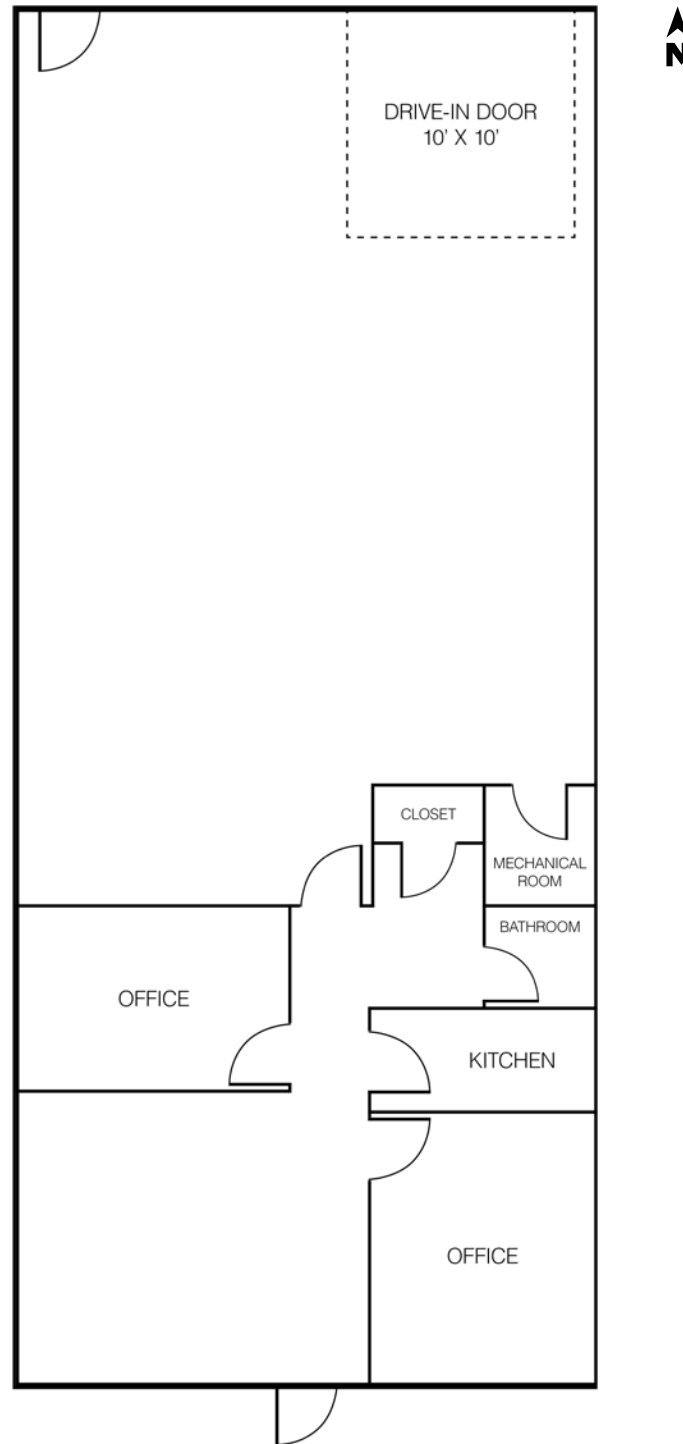 N
DRIVE-IN DOOR
10' X 10'
CLOSET
MECHANICAL
ROOM
BATHROOM
OFFICE
KITCHEN
OFFICE